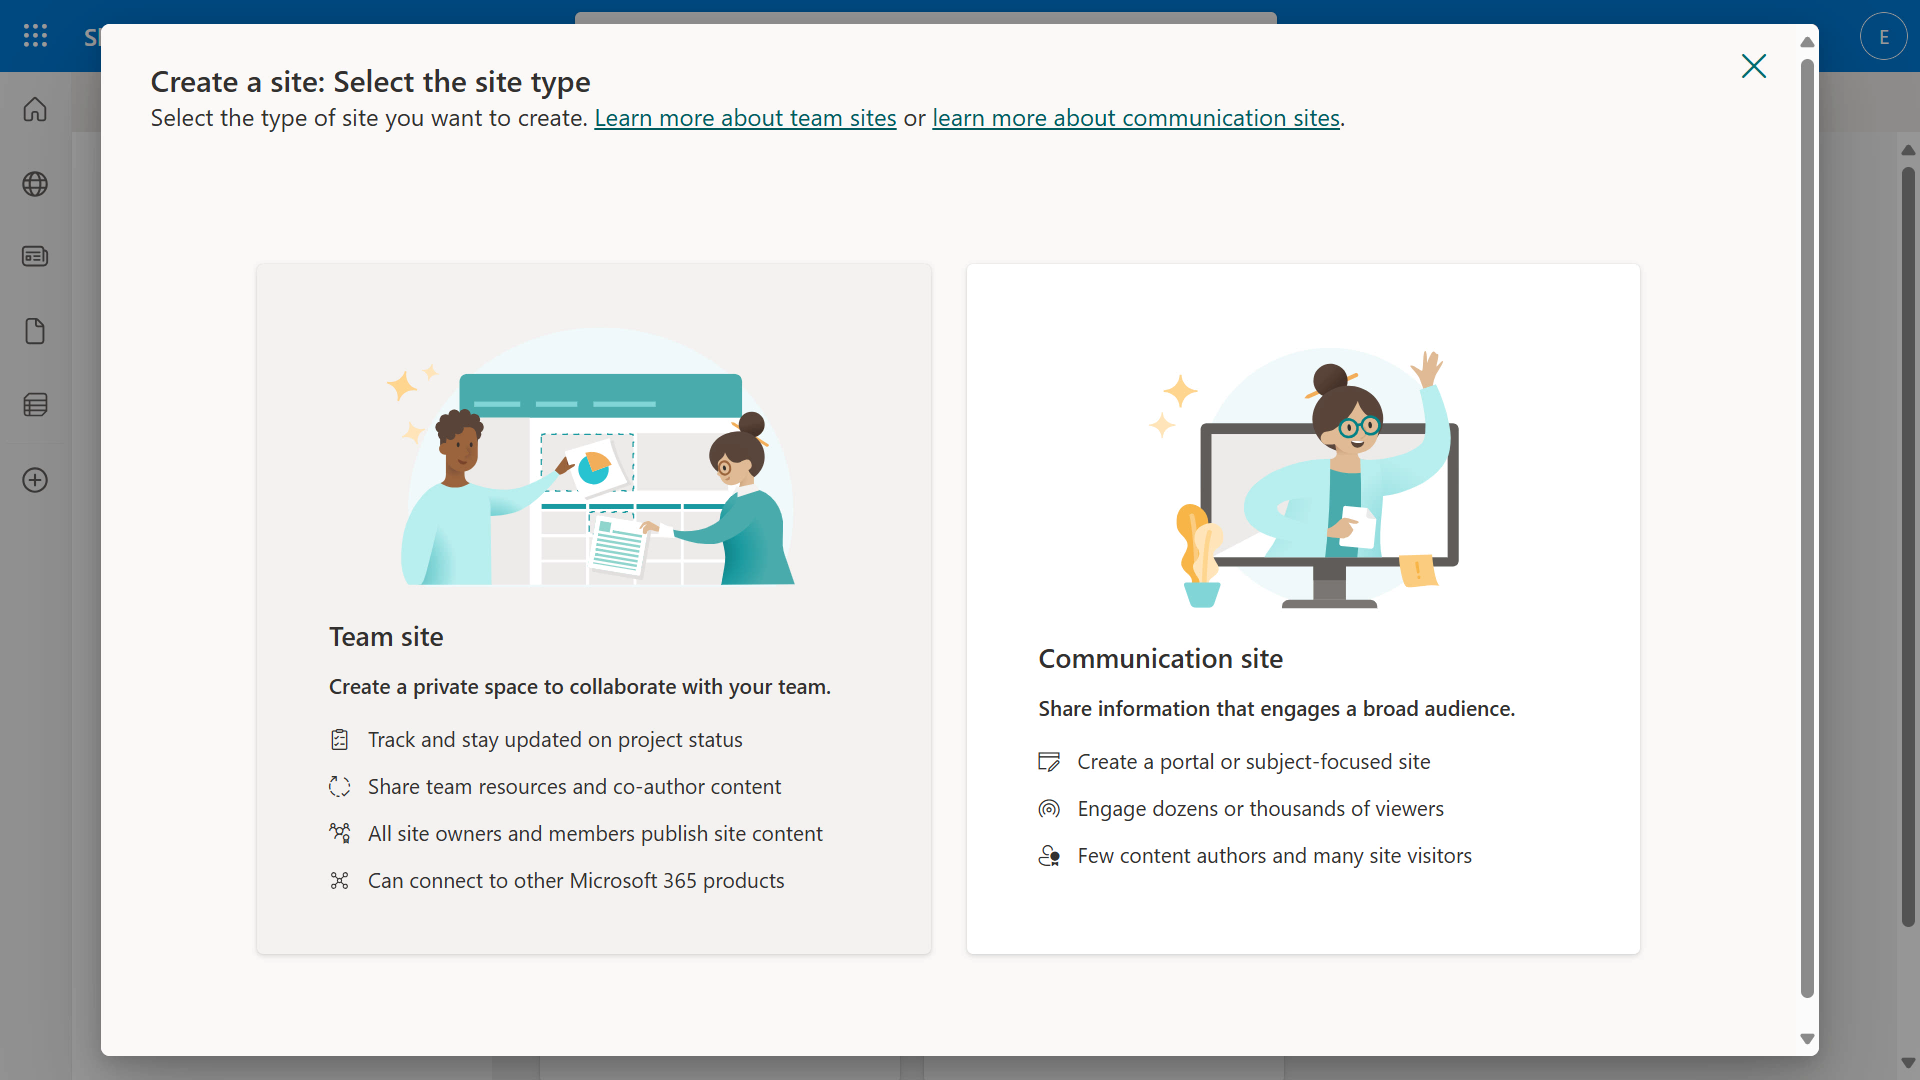 E
Create a site: Select the site type
Select the type of site you want to create. Learn more about team sites or learn more about communication sites.
Team site
Create a private space to collaborate with your team.
Track and stay updated on project status
Share team resources and co-author content
All site owners and members publish site content
Can connect to other Microsoft 365 products
Communication site
Share information that engages a broad audience.
Create a portal or subject-focused site
Engage dozens or thousands of viewers
Few content authors and many site visitors